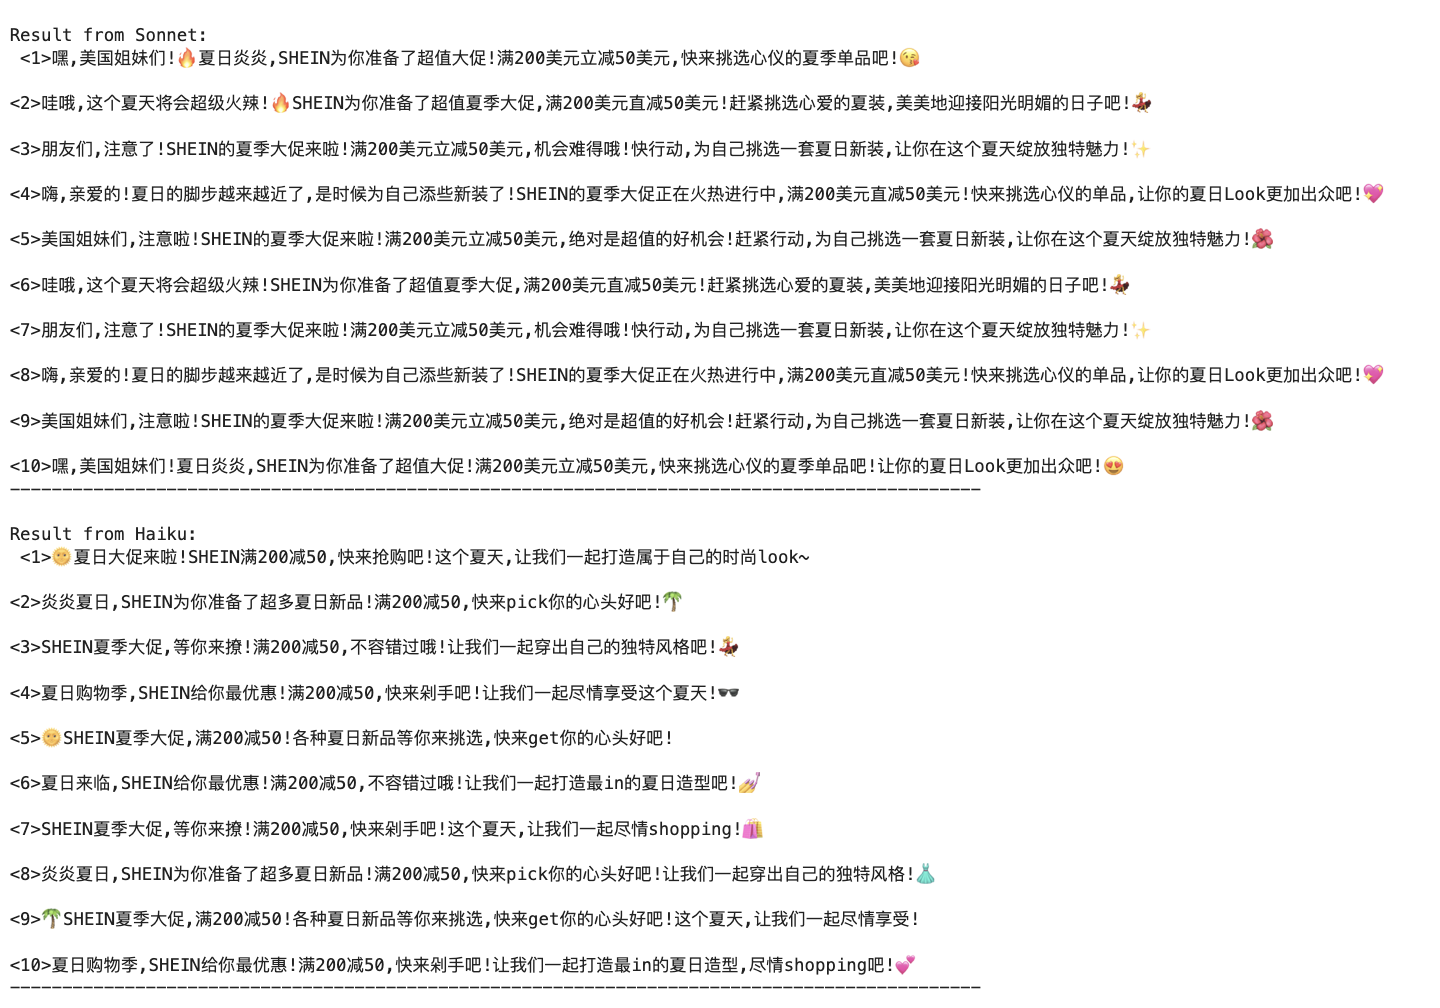 Result from Sonnet:
<1>嘿,美国姐妹们!🔥夏日炎炎,SHEIN为你准备了超值大促!满200美元立减50美元,快来挑选心仪的夏季单品吧!😘
<2>哇哦,这个夏天将会超级火辣!🔥SHEIN为你准备了超值夏季大促,满200美元直减50美元!赶紧挑选心爱的夏装,美美地迎接阳光明媚的日子吧!💃
<3>朋友们,注意了!SHEIN的夏季大促来啦!满200美元立减50美元,机会难得哦!快行动,为自己挑选一套夏日新装,让你在这个夏天绽放独特魅力!✨
<4>嗨,亲爱的!夏日的脚步越来越近了,是时候为自己添些新装了!SHEIN的夏季大促正在火热进行中,满200美元直减50美元!快来挑选心仪的单品,让你的夏日Look更加出众吧!💖
<5>美国姐妹们,注意啦!SHEIN的夏季大促来啦!满200美元立减50美元,绝对是超值的好机会!赶紧行动,为自己挑选一套夏日新装,让你在这个夏天绽放独特魅力!🌺
<6>哇哦,这个夏天将会超级火辣!SHEIN为你准备了超值夏季大促,满200美元直减50美元!赶紧挑选心爱的夏装,美美地迎接阳光明媚的日子吧!💃
<7>朋友们,注意了!SHEIN的夏季大促来啦!满200美元立减50美元,机会难得哦!快行动,为自己挑选一套夏日新装,让你在这个夏天绽放独特魅力!✨
<8>嗨,亲爱的!夏日的脚步越来越近了,是时候为自己添些新装了!SHEIN的夏季大促正在火热进行中,满200美元直减50美元!快来挑选心仪的单品,让你的夏日Look更加出众吧!💖
<9>美国姐妹们,注意啦!SHEIN的夏季大促来啦!满200美元立减50美元,绝对是超值的好机会!赶紧行动,为自己挑选一套夏日新装,让你在这个夏天绽放独特魅力!🌺
<10>嘿,美国姐妹们!夏日炎炎,SHEIN为你准备了超值大促!满200美元立减50美元,快来挑选心仪的夏季单品吧!让你的夏日Look更加出众吧!😍
Result from Haiku:
<1>🌞夏日大促来啦!SHEIN满200减50,快来抢购吧!这个夏天,让我们一起打造属于自己的时尚look~
<2>炎炎夏日,SHEIN为你准备了超多夏日新品!满200减50,快来pick你的心头好吧!🌴
<3>SHEIN夏季大促,等你来撩!满200减50,不容错过哦!让我们一起穿出自己的独特风格吧!💃
<4>夏日购物季,SHEIN给你最优惠!满200减50,快来剁手吧!让我们一起尽情享受这个夏天!🕶️
<5>🌞SHEIN夏季大促,满200减50!各种夏日新品等你来挑选,快来get你的心头好吧!
<6>夏日来临,SHEIN给你最优惠!满200减50,不容错过哦!让我们一起打造最in的夏日造型吧!💅
<7>SHEIN夏季大促,等你来撩!满200减50,快来剁手吧!这个夏天,让我们一起尽情shopping!🛍️
<8>炎炎夏日,SHEIN为你准备了超多夏日新品!满200减50,快来pick你的心头好吧!让我们一起穿出自己的独特风格!👗
<9>🌴SHEIN夏季大促,满200减50!各种夏日新品等你来挑选,快来get你的心头好吧!这个夏天,让我们一起尽情享受!
<10>夏日购物季,SHEIN给你最优惠!满200减50,快来剁手吧!让我们一起打造最in的夏日造型,尽情shopping吧!💕